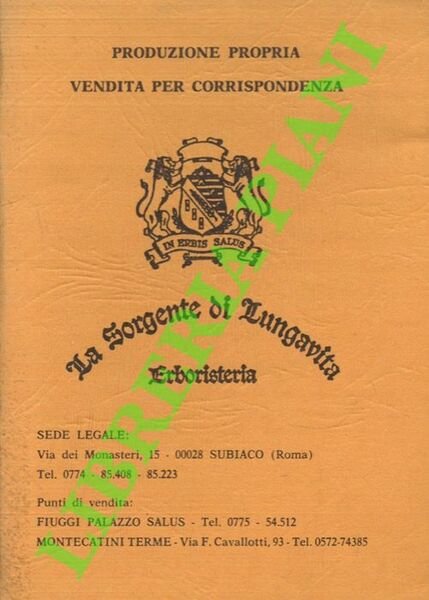 PRODUZIONE PROPRIA
VENDITA PER CORRISPONDENZA
IN ERBIS SALUS
La Sorgente di Lungavita
Erboristeria
SEDE LEGALE:
Via dei Monasteri, 15 - 00028 SUBIACO (Roma)
Tel. 0774 - 85.408 - 85.223
Punti di vendita:
FIUGGI PALAZZO SALUS - Tel. 0775 - 54.512
MONTECATINI TERME - Via F. Cavallotti, 93 - Tel. 0572-74385
LIBRERIA PIANI